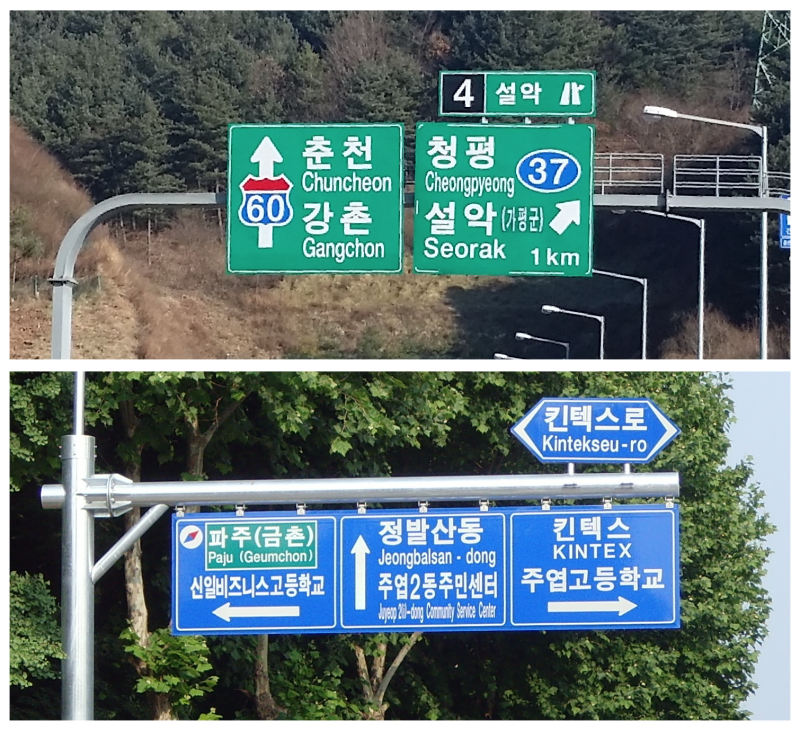 4 설악
춘천
Chuncheon
60
강촌
Gangchon
청평
Cheongpyeong
37
설악(가평군)
Seorak
1km
킨텍스로
Kintekseu-ro
파주(금촌)
Paju (Geumchon)
신일비즈니스고등학교
정발산동
Jeongbalsan-dong
주엽2동주민센터
Juyeop 2(i)-dong Community Service Center
킨텍스
KINTEX
주엽고등학교